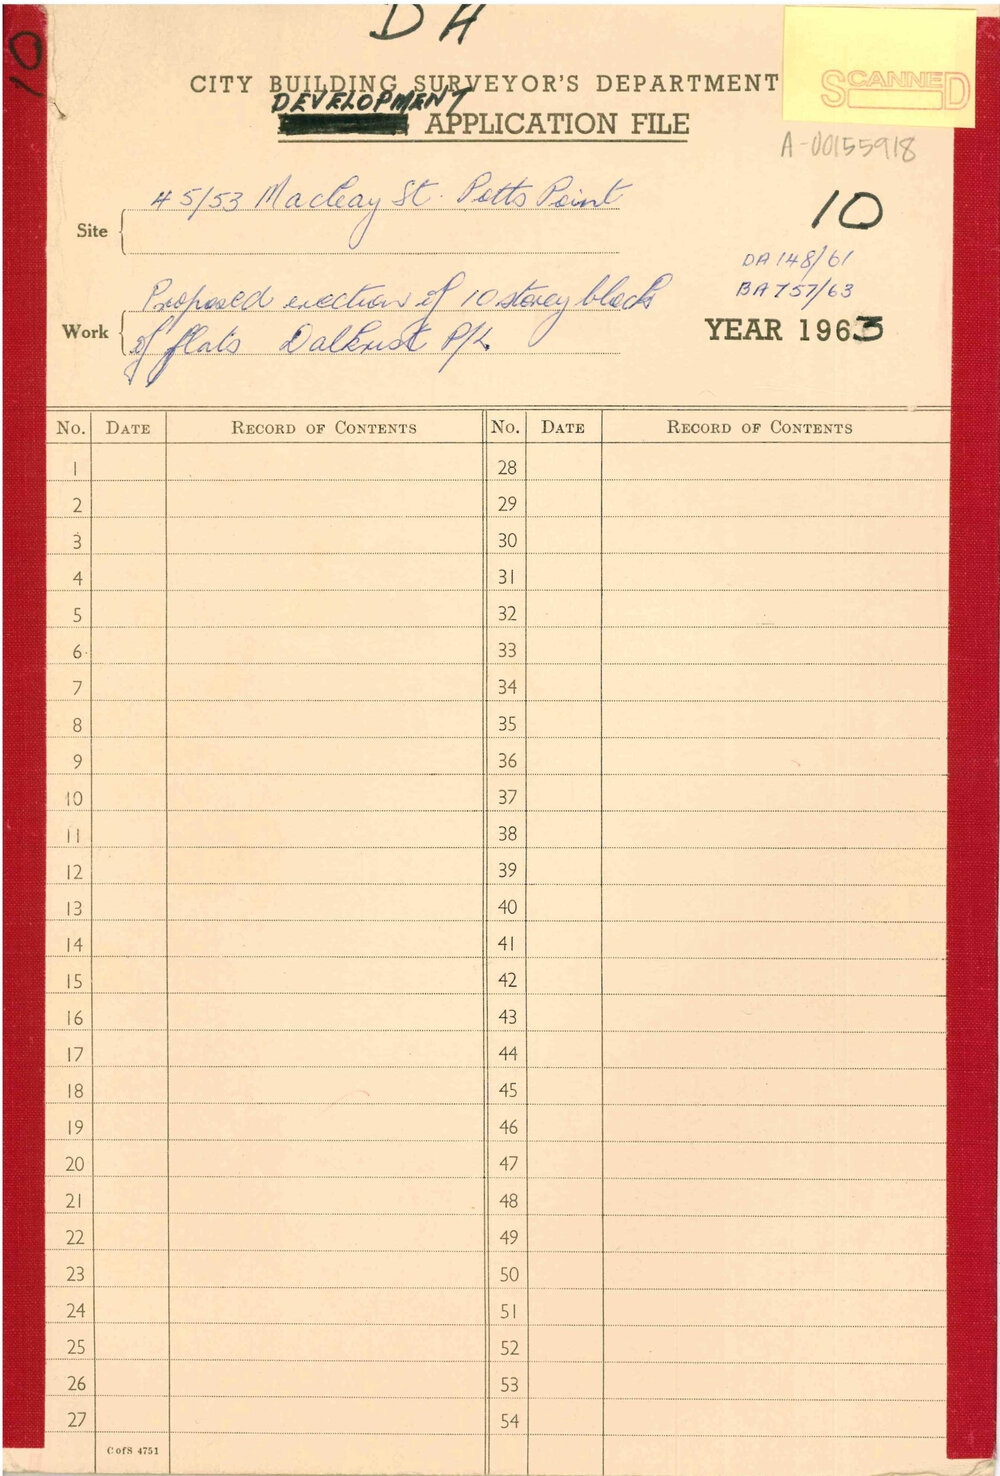 DA
10
CITY BUILDING SURVEYOR'S DEPARTMENT
DEVELOPMENT
APPLICATION FILE
SCANNED
A-00155918
Site
45/53 Macleay St. Potts Point
10
DA 148/61
BA 757/63
Work
Proposed erection of 10 storey block
of flats Dalkrist P/L
YEAR 1963
No. DATE RECORD OF CONTENTS No. DATE RECORD OF CONTENTS
1 28
2 29
3 30
4 31
5 32
6 33
7 34
8 35
9 36
10 37
11 38
12 39
13 40
14 41
15 42
16 43
17 44
18 45
19 46
20 47
21 48
22 49
23 50
24 51
25 52
26 53
27 54
C of S 4751